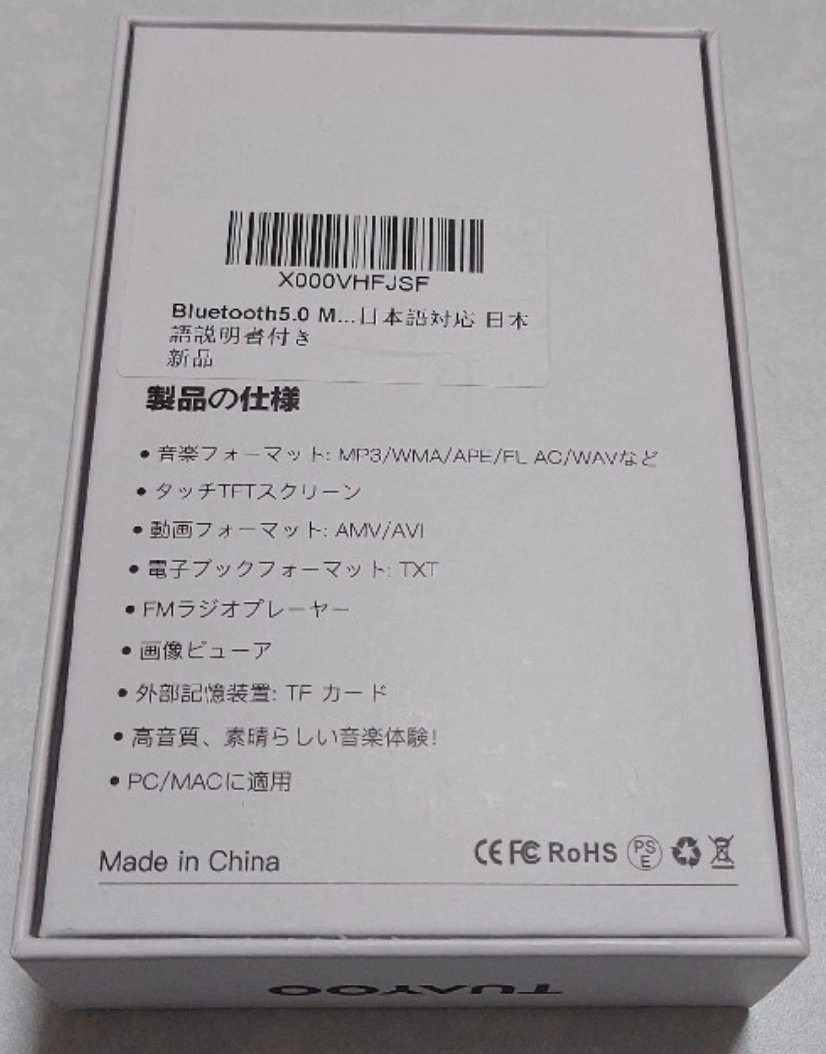 X000VHFJSF
Bluetooth5.0 M...日本語対応 日本
語説明書付き
新品
製品の仕様
• 音楽フォーマット: MP3/WMA/APE/FL AC/WAVなど
• タッチTFTスクリーン
• 動画フォーマット: AMV/AVI
• 電子ブックフォーマット: TXT
• FMラジオプレーヤー
• 画像ビューア
• 外部記憶装置: TF カード
• 高音質、素晴らしい音楽体験!
• PC/MACに適用
Made in China CE FC RoHS PSE
TUAYOO